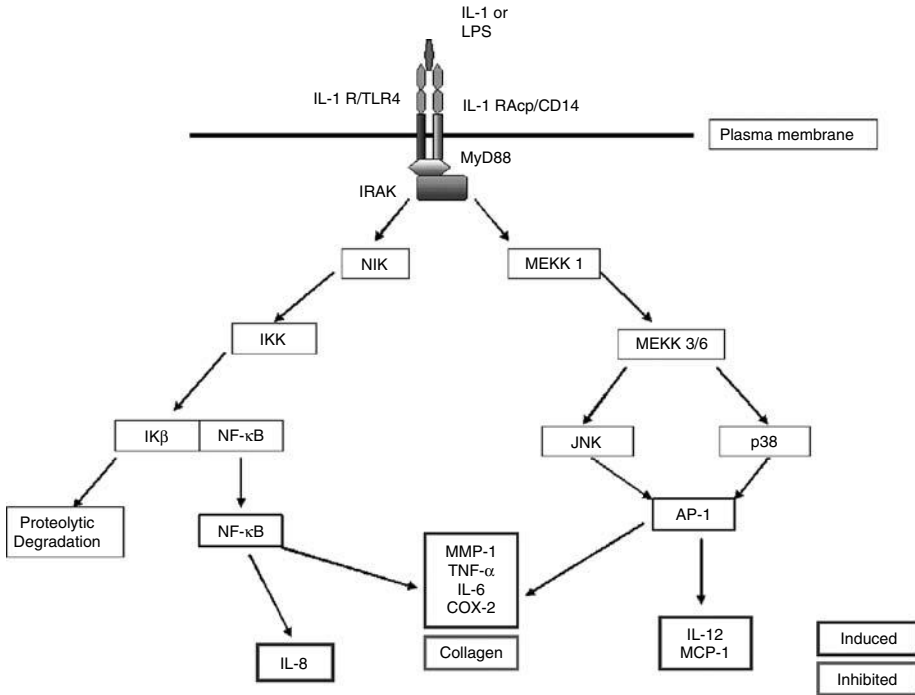 IL-1 or
LPS
IL-1 R/TLR4
IL-1 RAcp/CD14
Plasma membrane
MyD88
IRAK
NIK
MEKK 1
IKK
MEKK 3/6
IKβ
NF-κB
JNK
p38
Proteolytic
Degradation
NF-κB
AP-1
MMP-1
TNF-α
IL-6
COX-2
Collagen
IL-8
IL-12
MCP-1
Induced
Inhibited